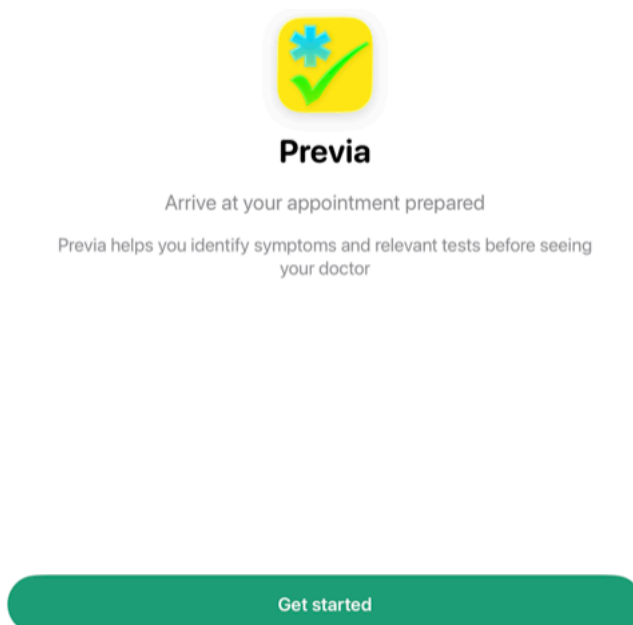 Previa
Arrive at your appointment prepared
Previa helps you identify symptoms and relevant tests before seeing
your doctor
Get started